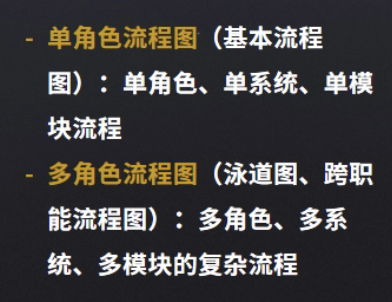 - 单角色流程图（基本流程
图）：单角色、单系统、单模
块流程
- 多角色流程图（泳道图、跨职
能流程图）：多角色、多系
统、多模块的复杂流程